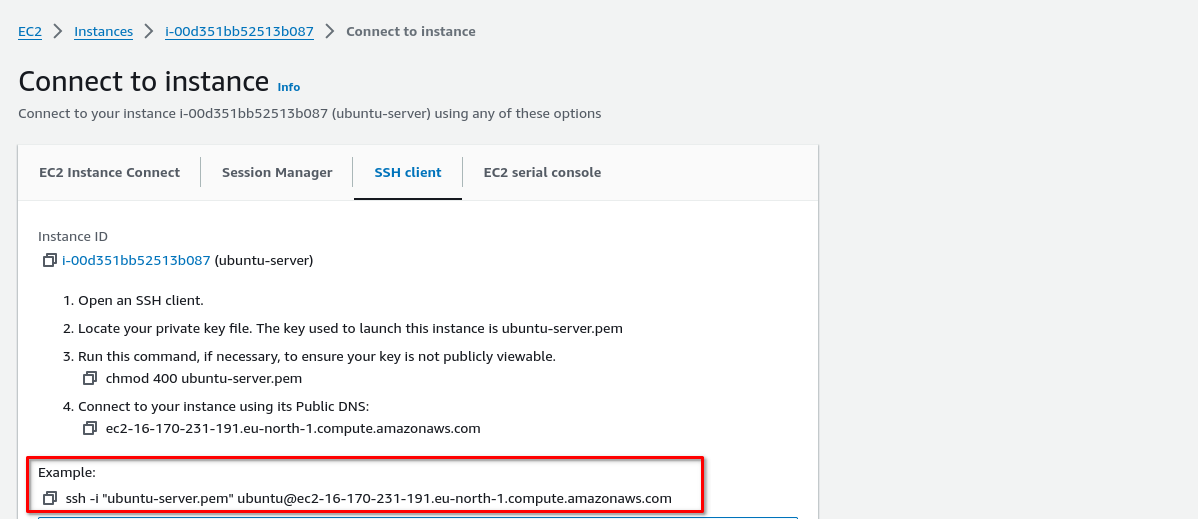 EC2 > Instances > i-00d351bb52513b087 > Connect to instance
Connect to instance Info
Connect to your instance i-00d351bb52513b087 (ubuntu-server) using any of these options
EC2 Instance Connect Session Manager SSH client EC2 serial console
Instance ID
i-00d351bb52513b087 (ubuntu-server)
1. Open an SSH client.
2. Locate your private key file. The key used to launch this instance is ubuntu-server.pem
3. Run this command, if necessary, to ensure your key is not publicly viewable.
chmod 400 ubuntu-server.pem
4. Connect to your instance using its Public DNS:
ec2-16-170-231-191.eu-north-1.compute.amazonaws.com
Example:
ssh -i "ubuntu-server.pem" ubuntu@ec2-16-170-231-191.eu-north-1.compute.amazonaws.com